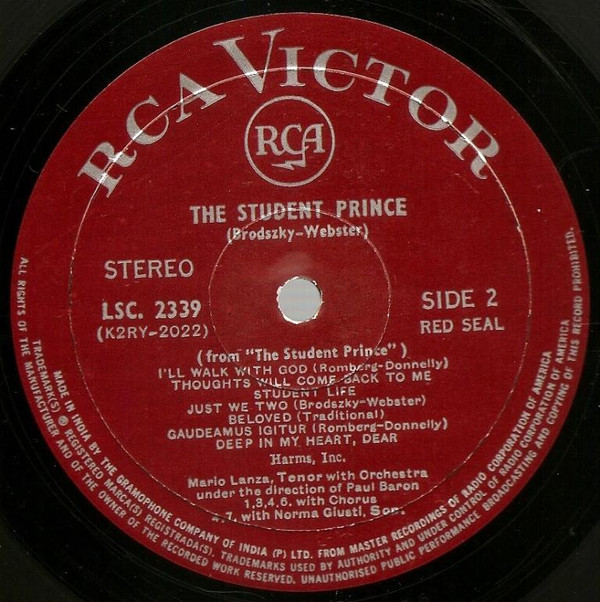 RCA VICTOR
RCA
THE STUDENT PRINCE
(Brodszky-Webster)
STEREO
LSC. 2339
(K2RY-2022)
SIDE 2
RED SEAL
(from "The Student Prince")
I'LL WALK WITH GOD (Romberg-Donnelly)
THOUGHTS WILL COME BACK TO ME
STUDENT LIFE
JUST WE TWO (Brodszky-Webster)
BELOVED (Traditional)
GAUDEAMUS IGITUR (Romberg-Donnelly)
DEEP IN MY HEART, DEAR
Harms, Inc.
Mario Lanza, Tenor with Orchestra
under the direction of Paul Baron
1,3,4,6, with Chorus
7, with Norma Giusti, Sop.
MADE IN INDIA BY THE GRAMOPHONE COMPANY OF INDIA (P) LTD. FROM MASTER RECORDINGS OF RADIO CORPORATION OF AMERICA
TRADEMARK(S) ® REGISTERED MARCA(S) REGISTRADA(S). TRADEMARKS USED BY AUTHORITY AND UNDER CONTROL OF RADIO CORPORATION OF AMERICA
ALL RIGHTS OF THE MANUFACTURER AND OF THE OWNER OF THE RECORDED WORK RESERVED. UNAUTHORISED PUBLIC PERFORMANCE BROADCASTING AND COPYING OF THIS RECORD PROHIBITED.